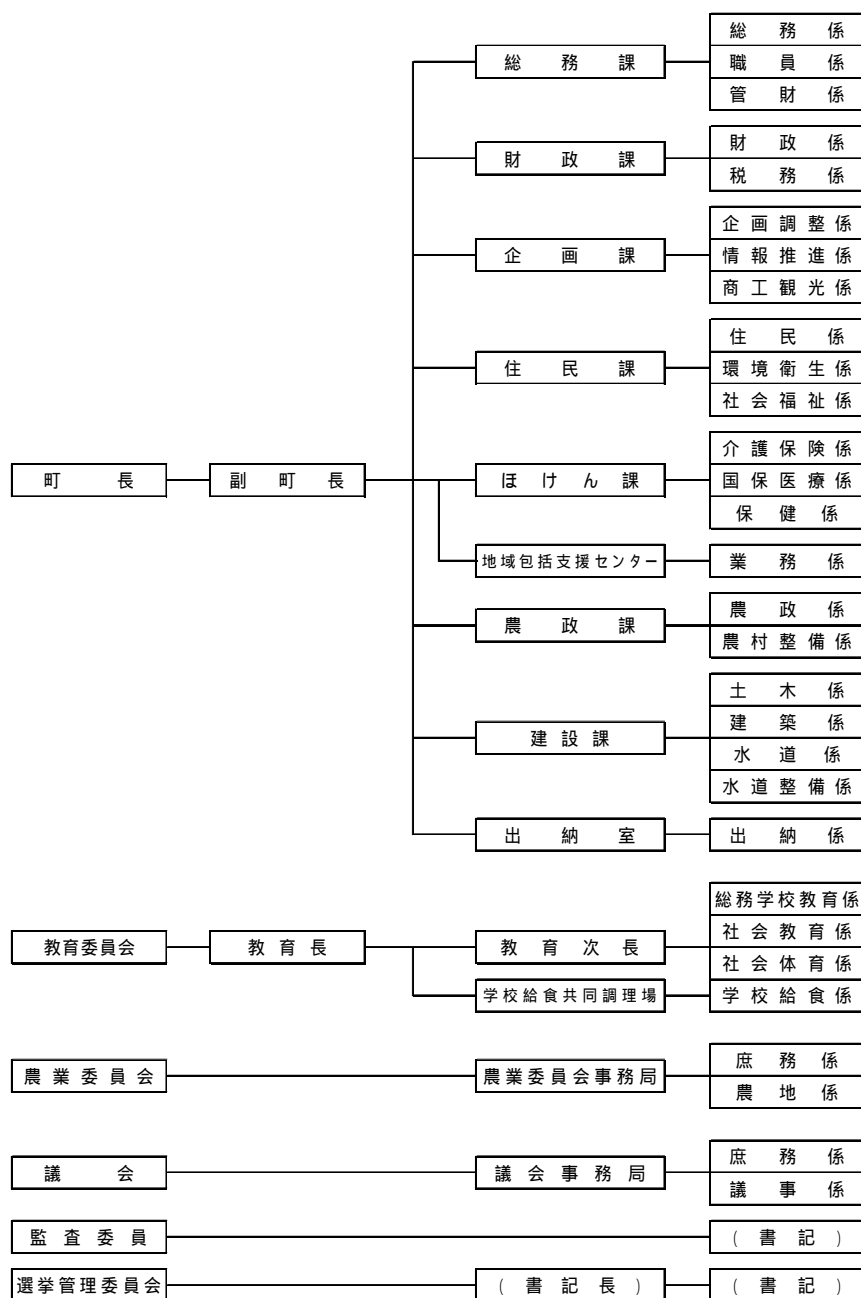 総務課
総務係
職員係
管財係
財政課
財政係
税務係
企画課
企画調整係
情報推進係
商工観光係
住民課
住民係
環境衛生係
社会福祉係
町長
副町長
ほけん課
介護保険係
国保医療係
保健係
地域包括支援センター
業務係
農政課
農政係
農村整備係
建設課
土木係
建築係
水道係
水道整備係
出納室
出納係
教育委員会
教育長
教育次長
総務学校教育係
社会教育係
社会体育係
学校給食共同調理場
学校給食係
農業委員会
農業委員会事務局
庶務係
農地係
議会
議会事務局
庶務係
議事係
監査委員
(書記)
選挙管理委員会
(書記長)
(書記)